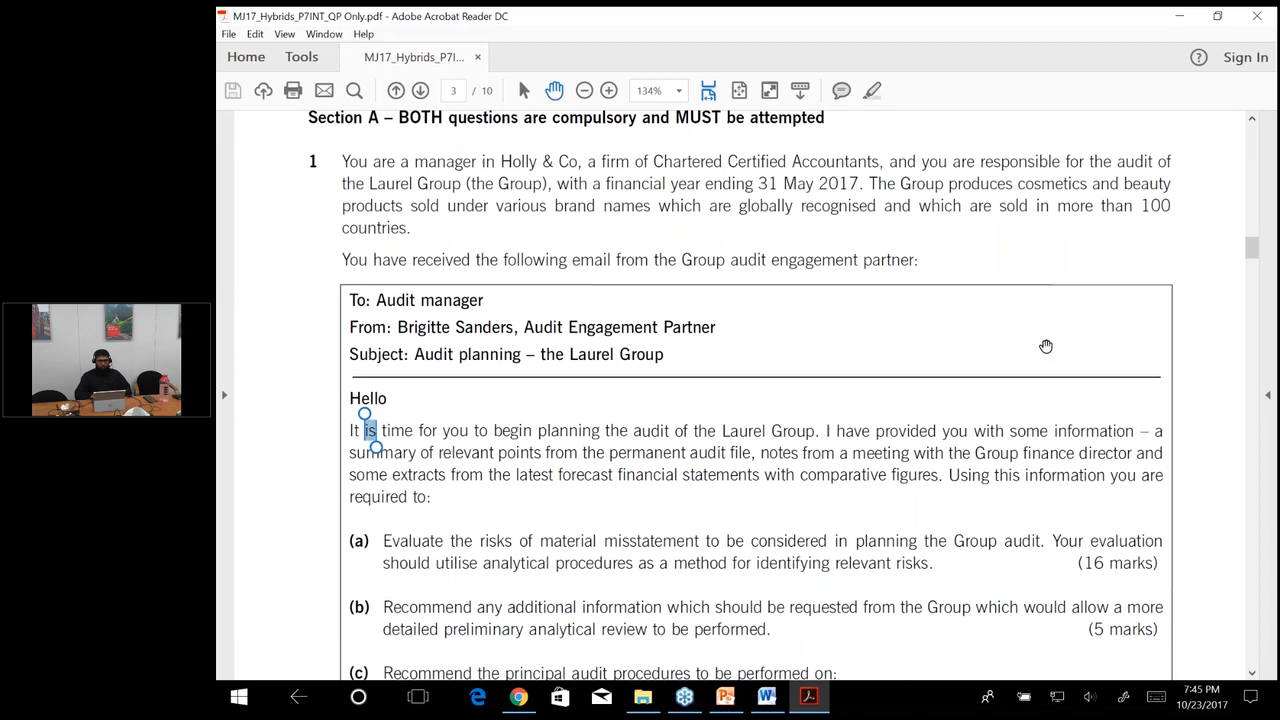 MJ17_Hybrids_P7INT_QP Only.pdf - Adobe Acrobat Reader DC
File Edit View Window Help
Home Tools MJ17_Hybrids_P7I... × Sign In
3 / 10 134%
Section A – BOTH questions are compulsory and MUST be attempted
1 You are a manager in Holly & Co, a firm of Chartered Certified Accountants, and you are responsible for the audit of
the Laurel Group (the Group), with a financial year ending 31 May 2017. The Group produces cosmetics and beauty
products sold under various brand names which are globally recognised and which are sold in more than 100
countries.
You have received the following email from the Group audit engagement partner:
To: Audit manager
From: Brigitte Sanders, Audit Engagement Partner
Subject: Audit planning – the Laurel Group
Hello
It is time for you to begin planning the audit of the Laurel Group. I have provided you with some information – a
summary of relevant points from the permanent audit file, notes from a meeting with the Group finance director and
some extracts from the latest forecast financial statements with comparative figures. Using this information you are
required to:
(a) Evaluate the risks of material misstatement to be considered in planning the Group audit. Your evaluation
should utilise analytical procedures as a method for identifying relevant risks. (16 marks)
(b) Recommend any additional information which should be requested from the Group which would allow a more
detailed preliminary analytical review to be performed. (5 marks)
(c) Recommend the principal audit procedures to be performed on:
7:45 PM
10/23/2017